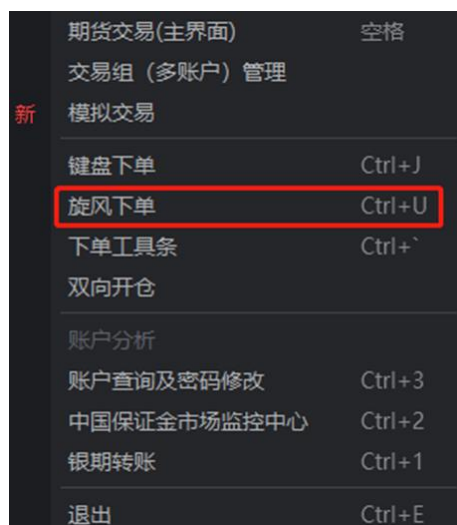 期货交易(主界面) 空格
交易组（多账户）管理
新 模拟交易
键盘下单 Ctrl+J
旋风下单 Ctrl+U
下单工具条 Ctrl+`
双向开仓
账户分析
账户查询及密码修改 Ctrl+3
中国保证金市场监控中心 Ctrl+2
银期转账 Ctrl+1
退出 Ctrl+E